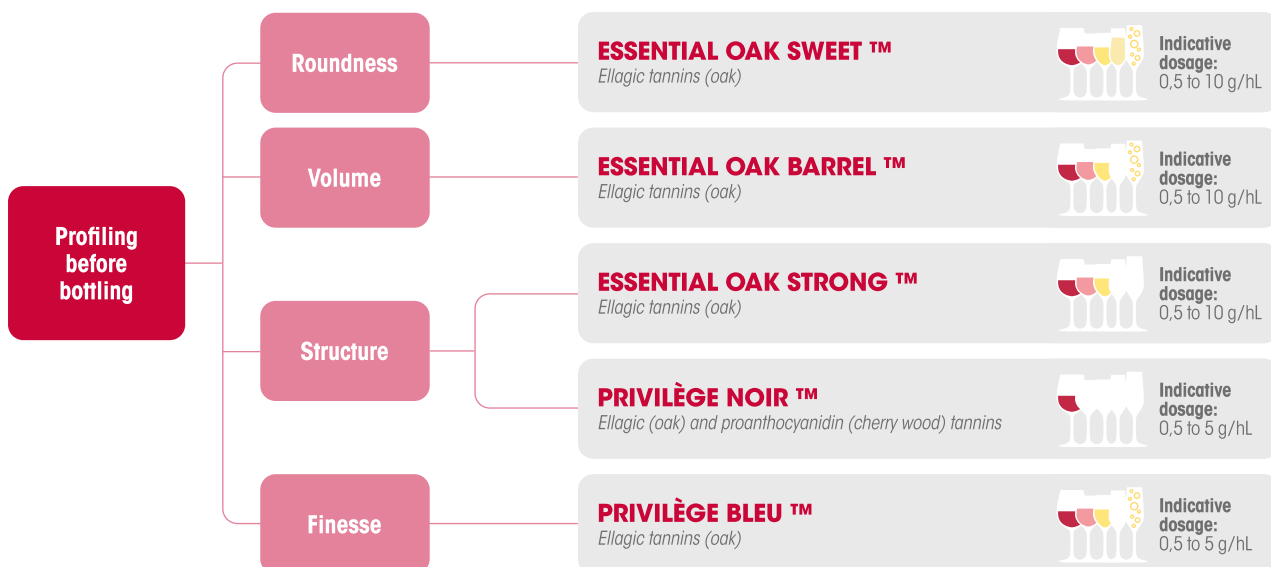 Profiling
before
bottling
Roundness
ESSENTIAL OAK SWEET ™
Ellagic tannins (oak)
Indicative
dosage:
0,5 to 10 g/hL
Volume
ESSENTIAL OAK BARREL ™
Ellagic tannins (oak)
Indicative
dosage:
0,5 to 10 g/hL
Structure
ESSENTIAL OAK STRONG ™
Ellagic tannins (oak)
Indicative
dosage:
0,5 to 10 g/hL
PRIVILÈGE NOIR ™
Ellagic (oak) and proanthocyanidin (cherry wood) tannins
Indicative
dosage:
0,5 to 5 g/hL
Finesse
PRIVILÈGE BLEU ™
Ellagic tannins (oak)
Indicative
dosage:
0,5 to 5 g/hL